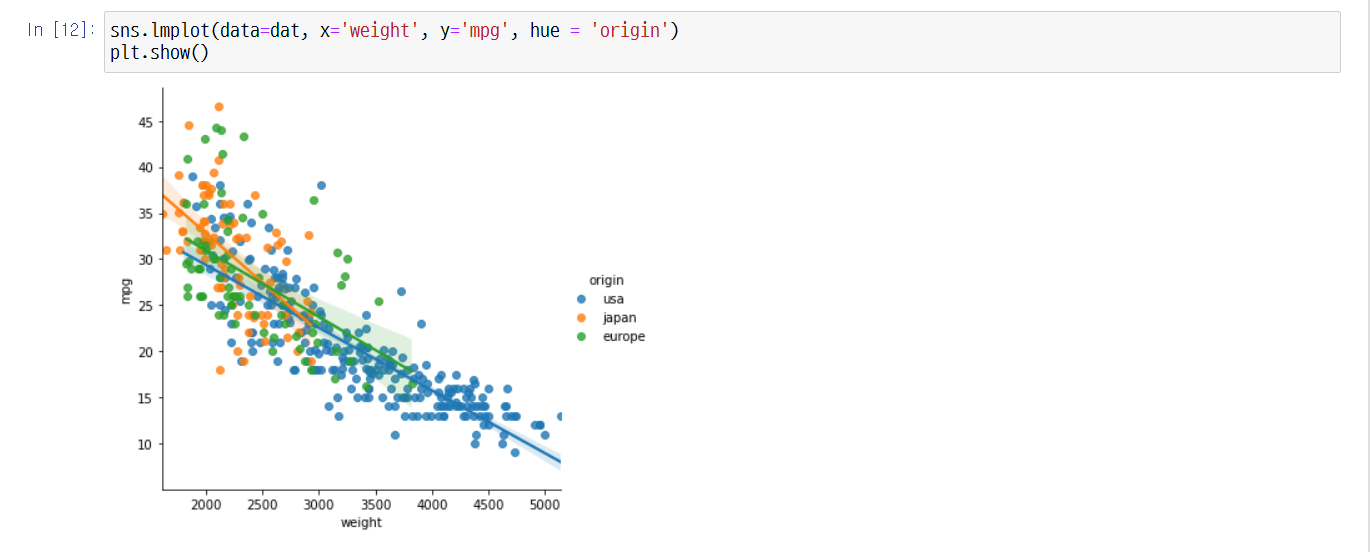 In [12]:
sns.lmplot(data=dat, x='weight', y='mpg', hue = 'origin')
plt.show()
45
40
35
30
25
20
15
10
mpg
2000 2500 3000 3500 4000 4500 5000
weight
origin
usa
japan
europe